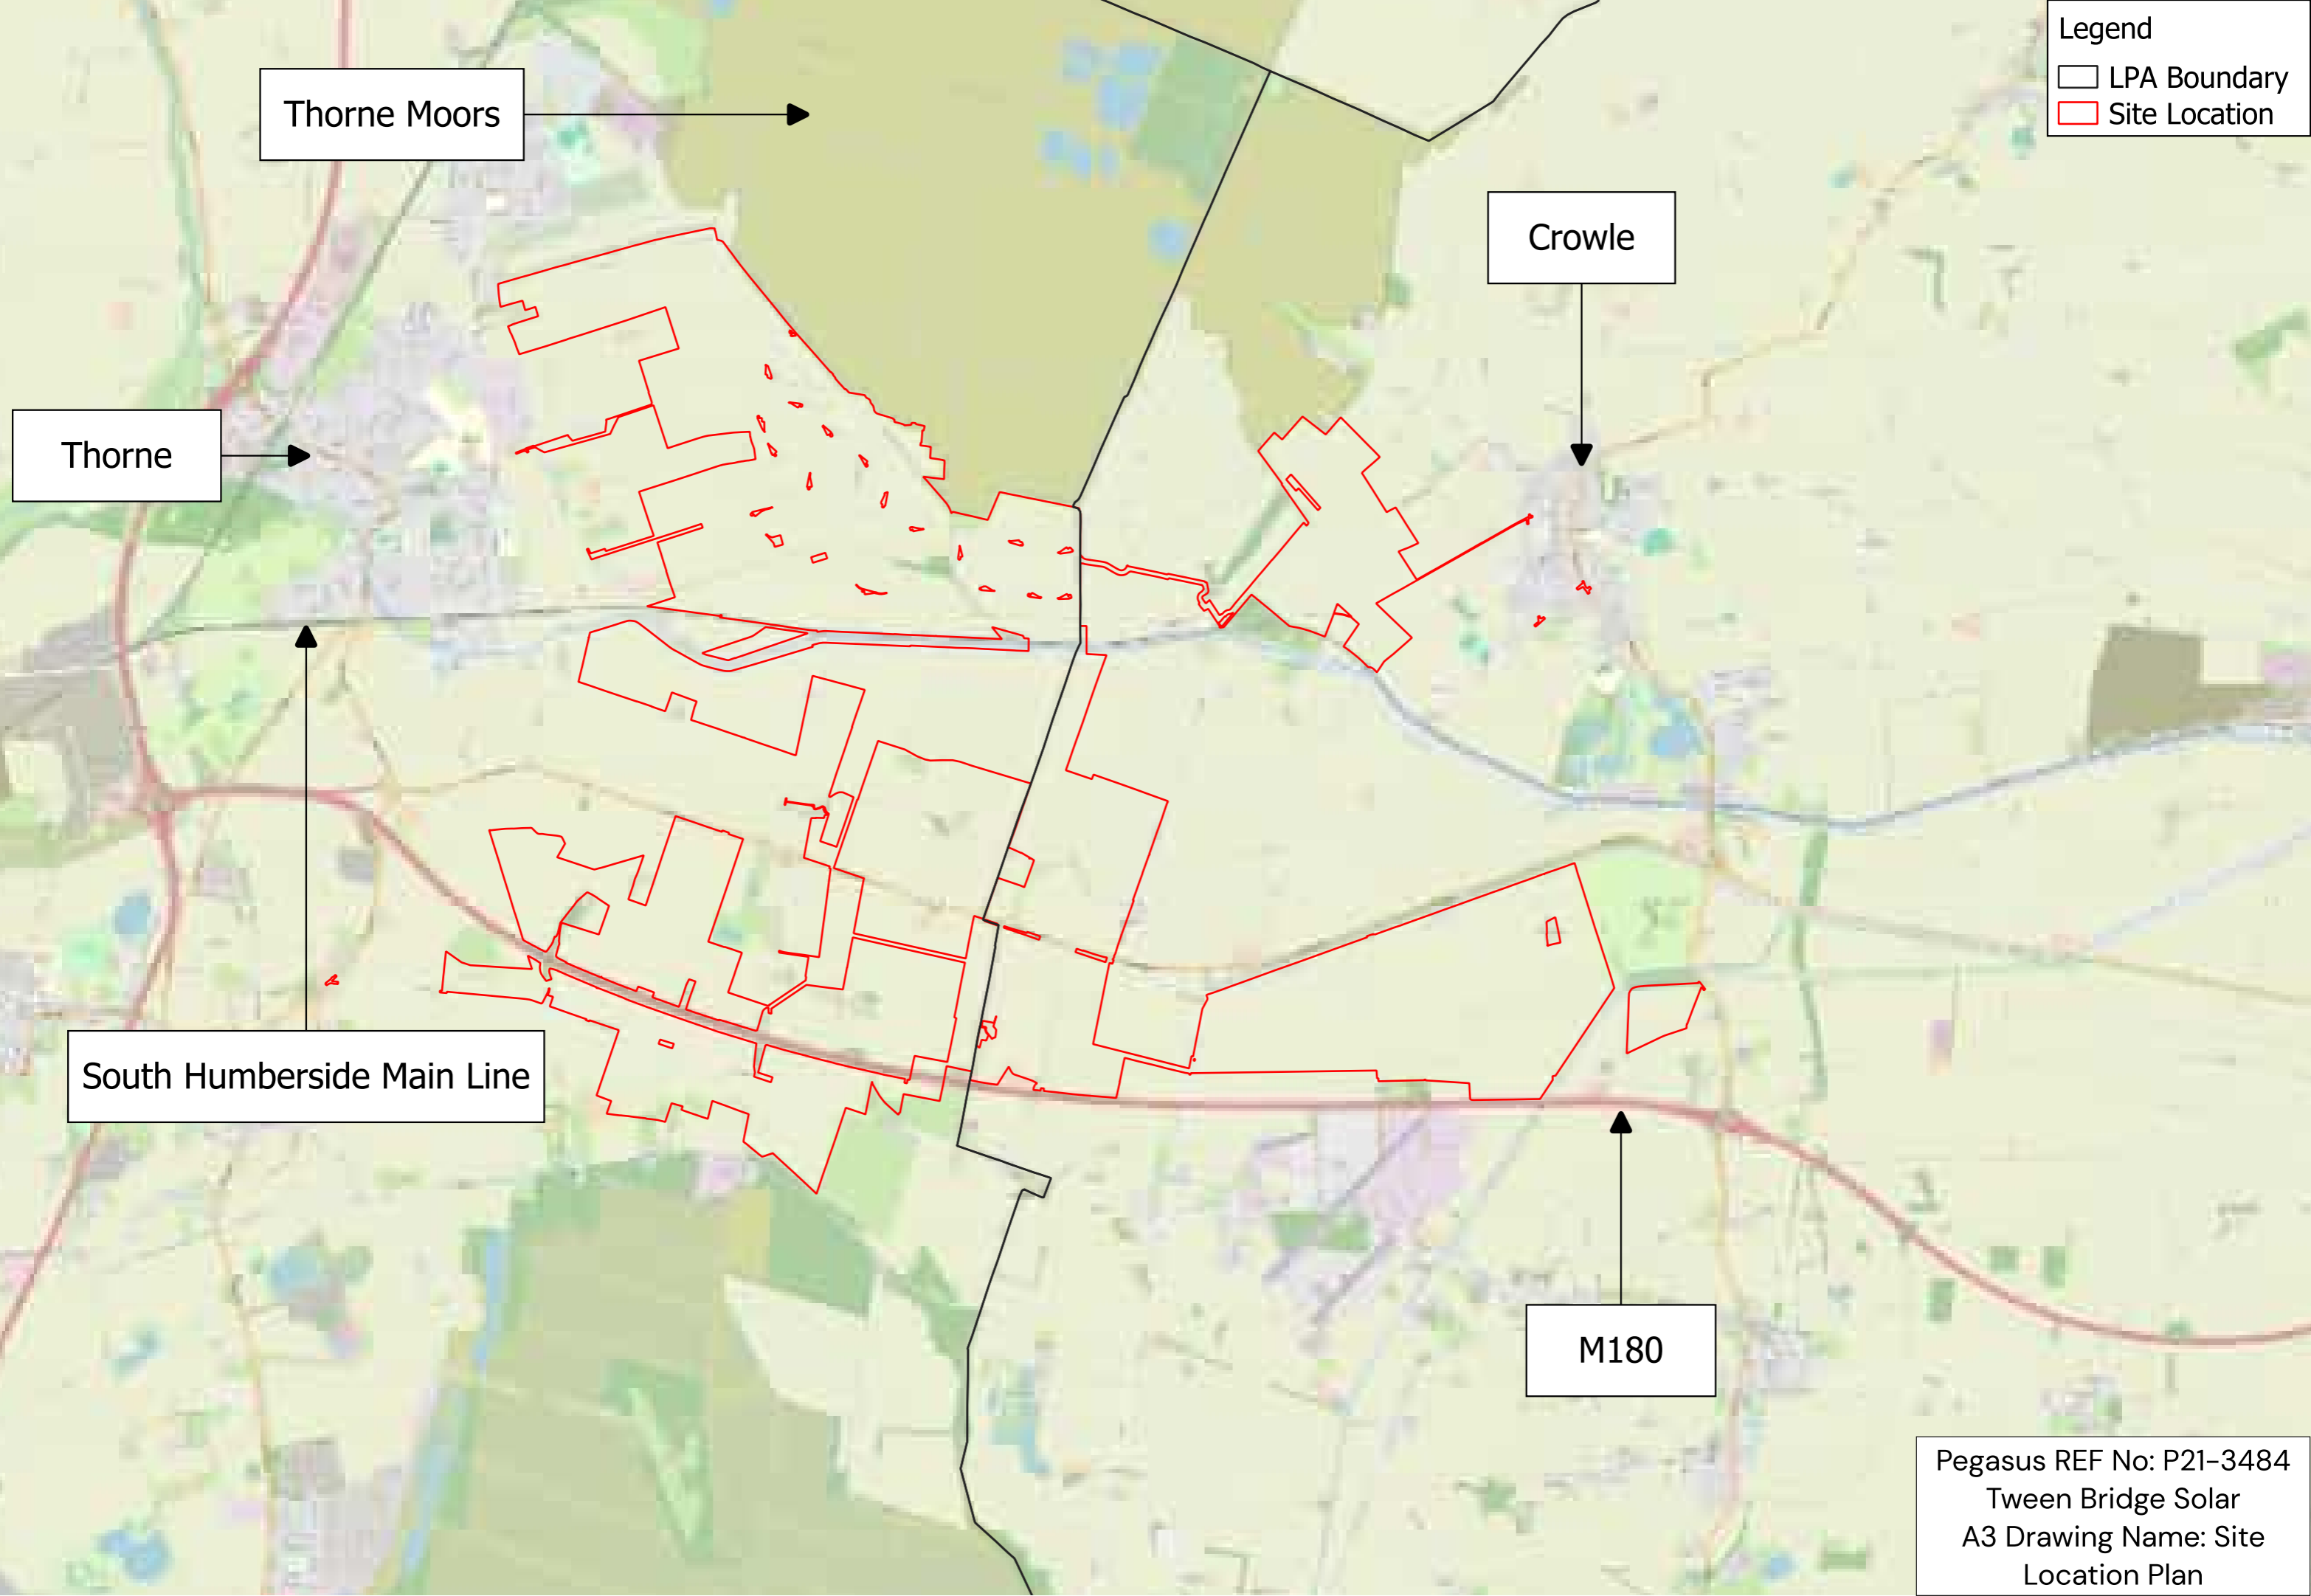 Legend
LPA Boundary
Site Location
Thorne Moors
Crowle
Thorne
South Humberside Main Line
M180
Pegasus REF No: P21-3484
Tween Bridge Solar
A3 Drawing Name: Site
Location Plan